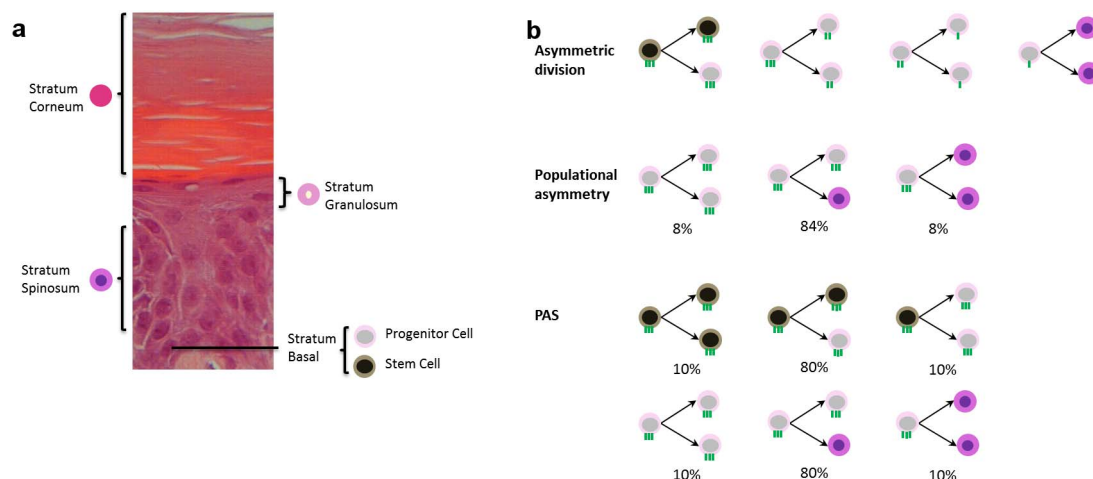 a
Stratum
Corneum
Stratum
Granulosum
Stratum
Spinosum
Stratum
Basal
Progenitor Cell
Stem Cell
b
Asymmetric
division
Populational
asymmetry
8%
84%
8%
PAS
10%
80%
10%
10%
80%
10%